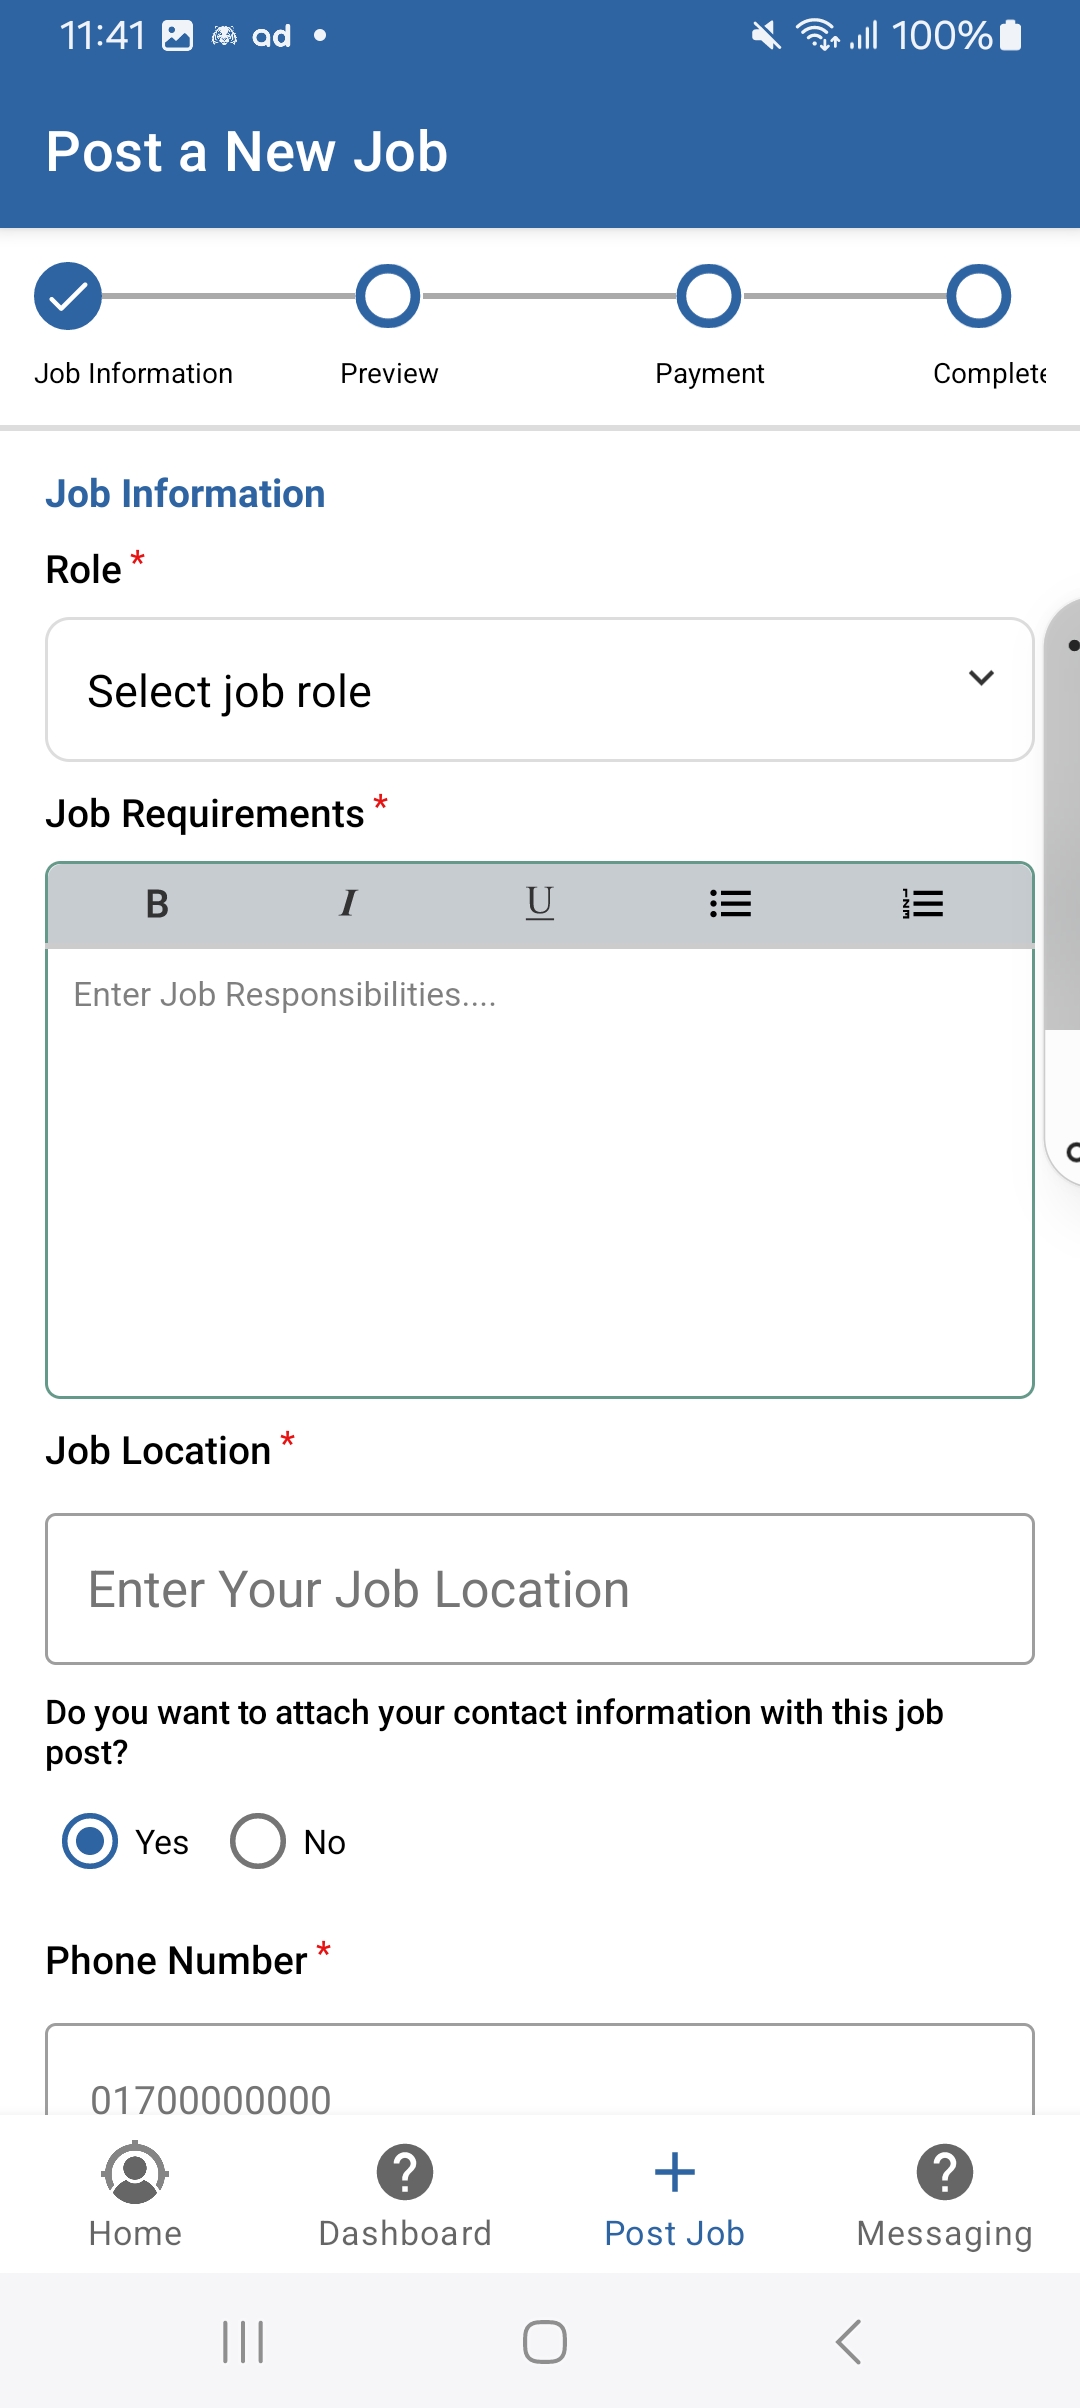 11:41 ad 100%
Post a New Job
Job Information Preview Payment Complete
Job Information
Role *
Select job role
Job Requirements *
B I U
Enter Job Responsibilities....
Job Location *
Enter Your Job Location
Do you want to attach your contact information with this job
post?
Yes No
Phone Number *
01700000000
Home Dashboard Post Job Messaging